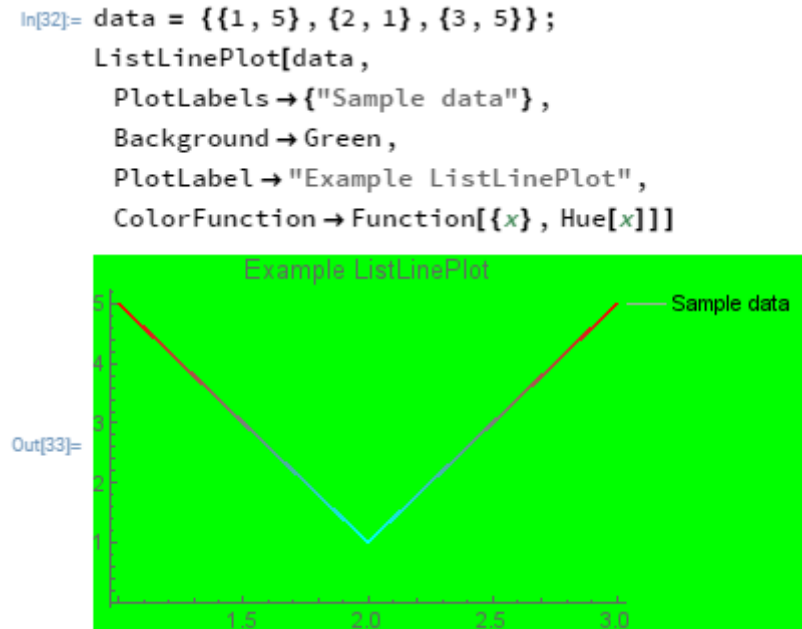 In[32]:= data = {{1, 5}, {2, 1}, {3, 5}};
ListLinePlot[data,
PlotLabels → {"Sample data"},
Background → Green,
PlotLabel → "Example ListLinPlot",
ColorFunction → Function[{x}, Hue[x]]]
Example ListLinPlot
5
Sample data
4
3
Out[33]=
2
1
1.5 2.0 2.5 3.0